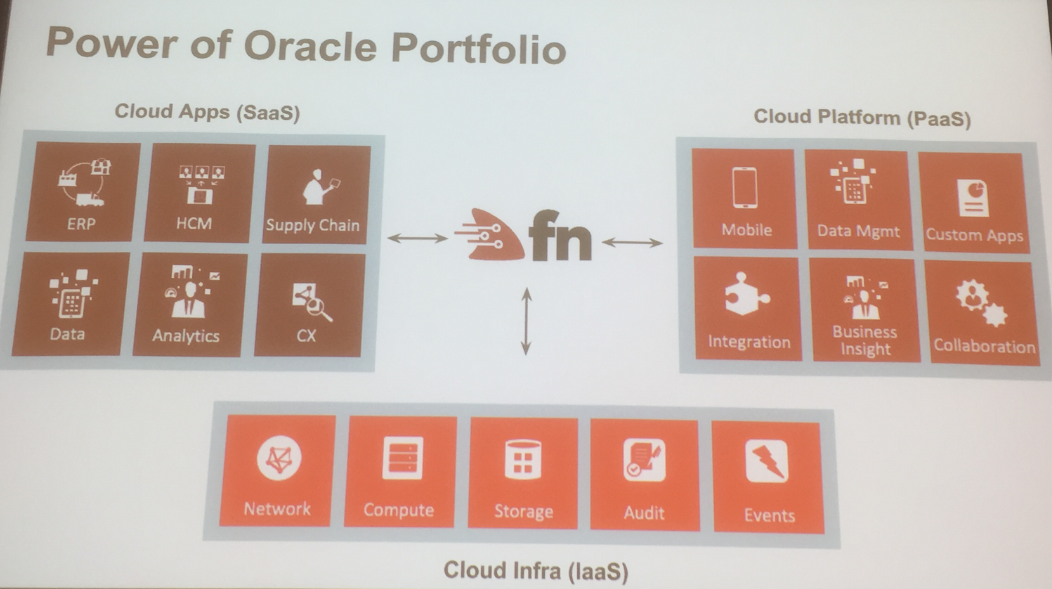 Power of Oracle Portfolio
Cloud Apps (SaaS)
Cloud Platform (PaaS)
ERP
HCM
Supply Chain
Data
Analytics
CX
fn
Mobile
Data Mgmt
Custom Apps
Integration
Business
Insight
Collaboration
Network
Compute
Storage
Audit
Events
Cloud Infra (IaaS)